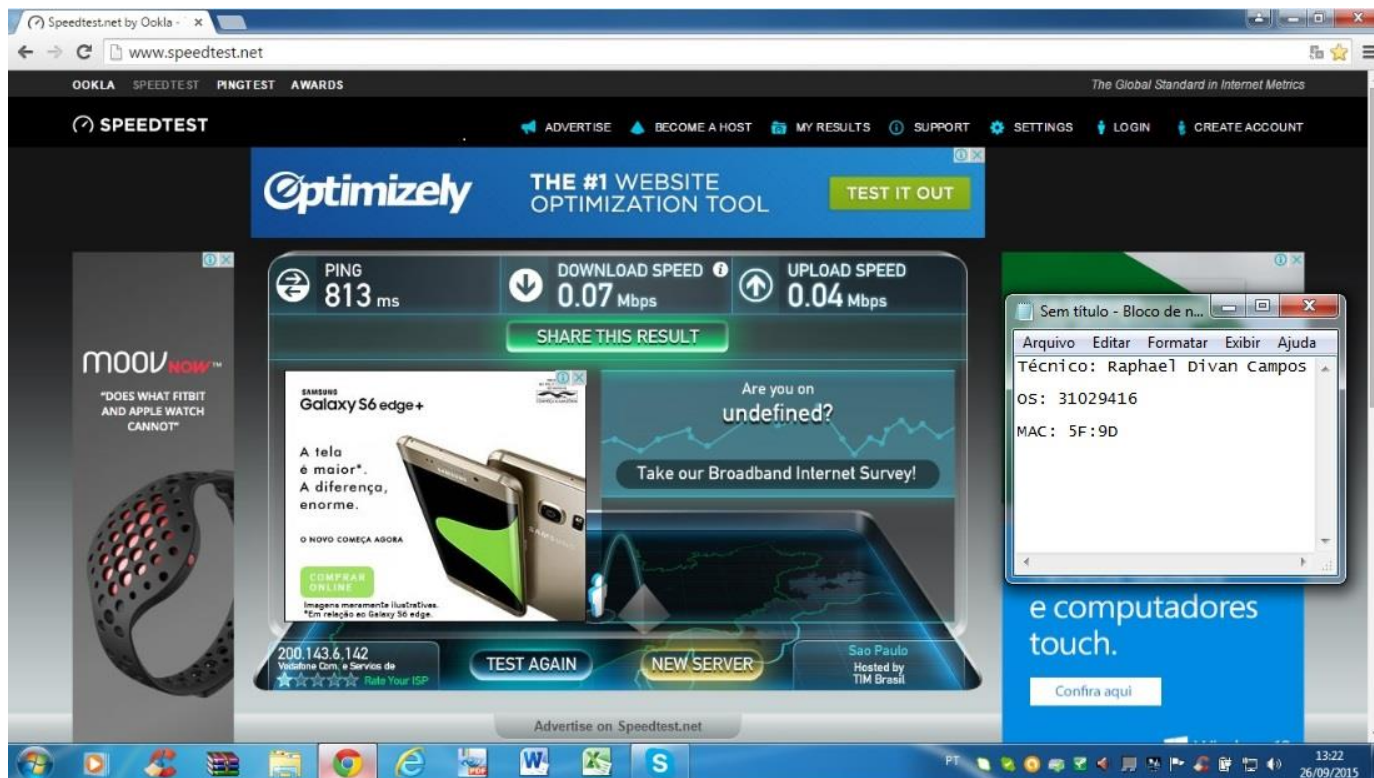 Speedtest.net by Ookla -
www.speedtest.net
OOKLA SPEEDTEST PINGTEST AWARDS
The Global Standard in Internet Metrics
SPEEDTEST
ADVERTISE BECOME A HOST MY RESULTS SUPPORT SETTINGS LOGIN CREATE ACCOUNT
Optimizely
THE #1 WEBSITE
OPTIMIZATION TOOL
TEST IT OUT
PING
813 ms
DOWNLOAD SPEED
0.07 Mbps
UPLOAD SPEED
0.04 Mbps
SHARE THIS RESULT
MOOV NOW™
"DOES WHAT FITBIT
AND APPLE WATCH
CANNOT"
SAMSUNG
Galaxy S6 edge+
A tela
é maior*.
A diferença,
enorme.
O NOVO COMEÇA AGORA
COMPRAR
ONLINE
Imagens meramente ilustrativas.
*Em relação ao Galaxy S6 edge.
SAMSUNG
Are you on
undefined?
Take our Broadband Internet Survey!
Sem título - Bloco de n...
Arquivo Editar Formatar Exibir Ajuda
Técnico: Raphael Divan Campos
OS: 31029416
MAC: 5F:9D
e computadores
touch.
Confira aqui
200.143.6.142
Vodafone Com. e Servios de
Rate Your ISP
TEST AGAIN
NEW SERVER
Sao Paulo
Hosted by
TIM Brasil
Advertise on Speedtest.net
PT
13:22
26/09/2015